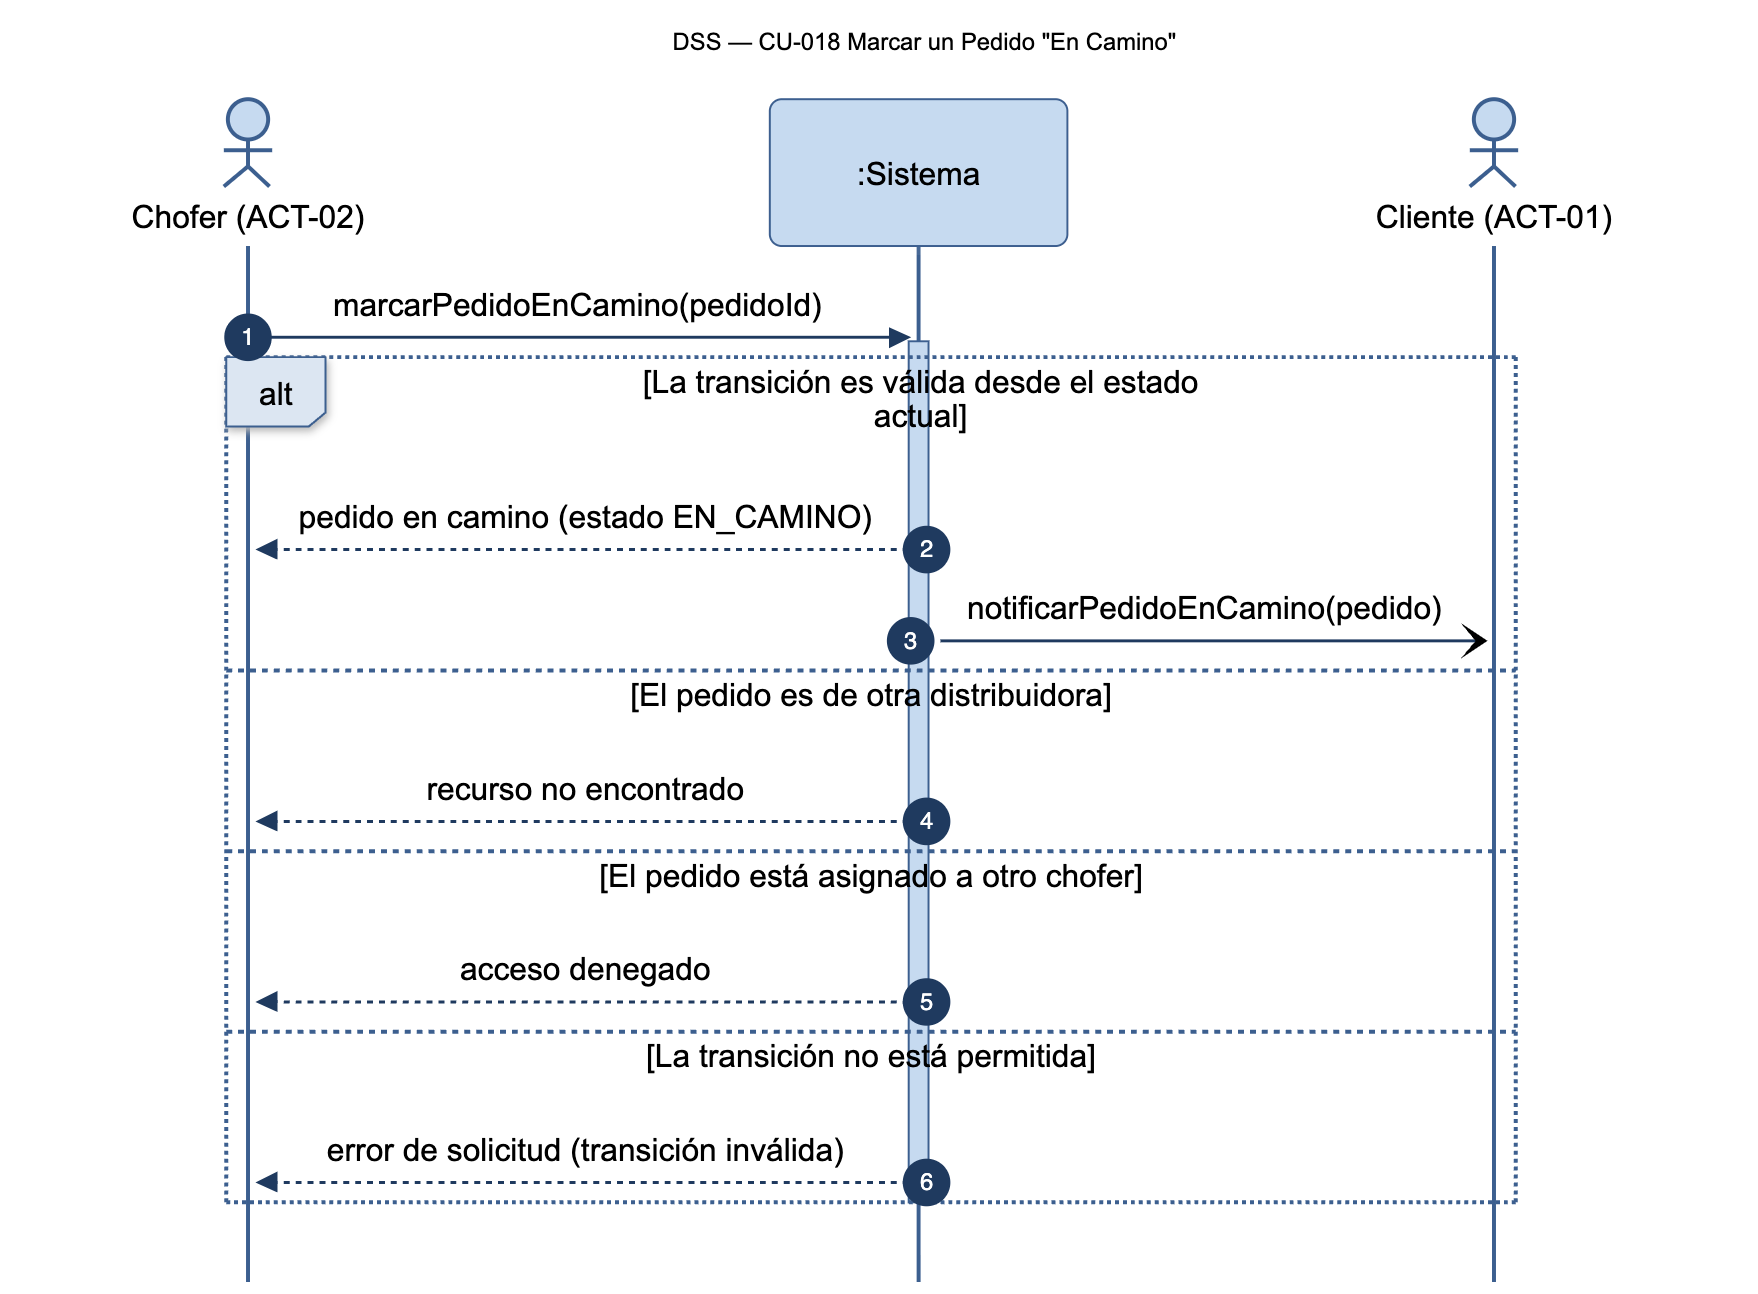 DSS — CU-018 Marcar un Pedido "En Camino"
:Sistema
Chofer (ACT-02)
Cliente (ACT-01)
marcarPedidoEnCamino(pedidoId)
1
alt
[La transición es válida desde el estado
actual]
pedido en camino (estado EN_CAMINO)
2
notificarPedidoEnCamino(pedido)
3
[El pedido es de otra distribuidora]
recurso no encontrado
4
[El pedido está asignado a otro chofer]
acceso denegado
5
[La transición no está permitida]
error de solicitud (transición inválida)
6